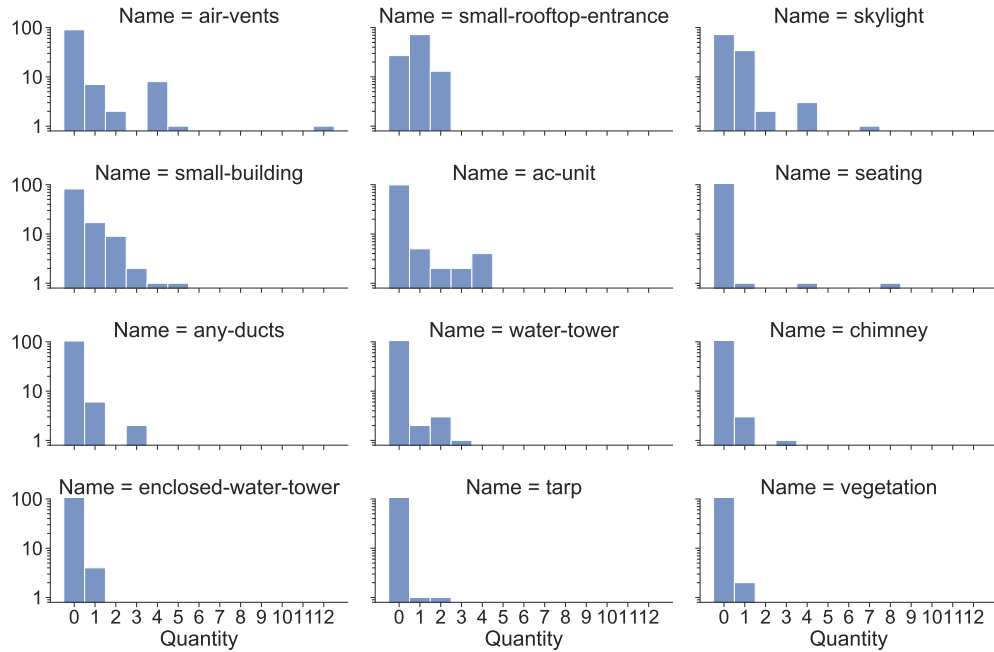 Name = air-vents
Name = small-rooftop-entrance
Name = skylight
100
10
1
Name = small-building
Name = ac-unit
Name = seating
100
10
1
Name = any-ducts
Name = water-tower
Name = chimney
100
10
1
Name = enclosed-water-tower
Name = tarp
Name = vegetation
100
10
1
0 1 2 3 4 5 6 7 8 9 10 11 12
0 1 2 3 4 5 6 7 8 9 10 11 12
0 1 2 3 4 5 6 7 8 9 10 11 12
Quantity
Quantity
Quantity